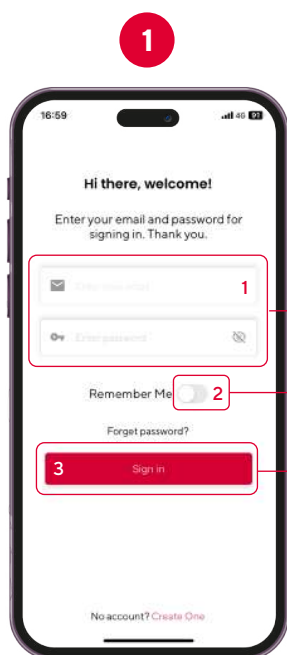 1
16:59
4G 91
Hi there, welcome!
Enter your email and password for
signing in. Thank you.
Enter your email
1
Enter password
Remember Me
2
Forget password?
3
Sign in
No account? Create One